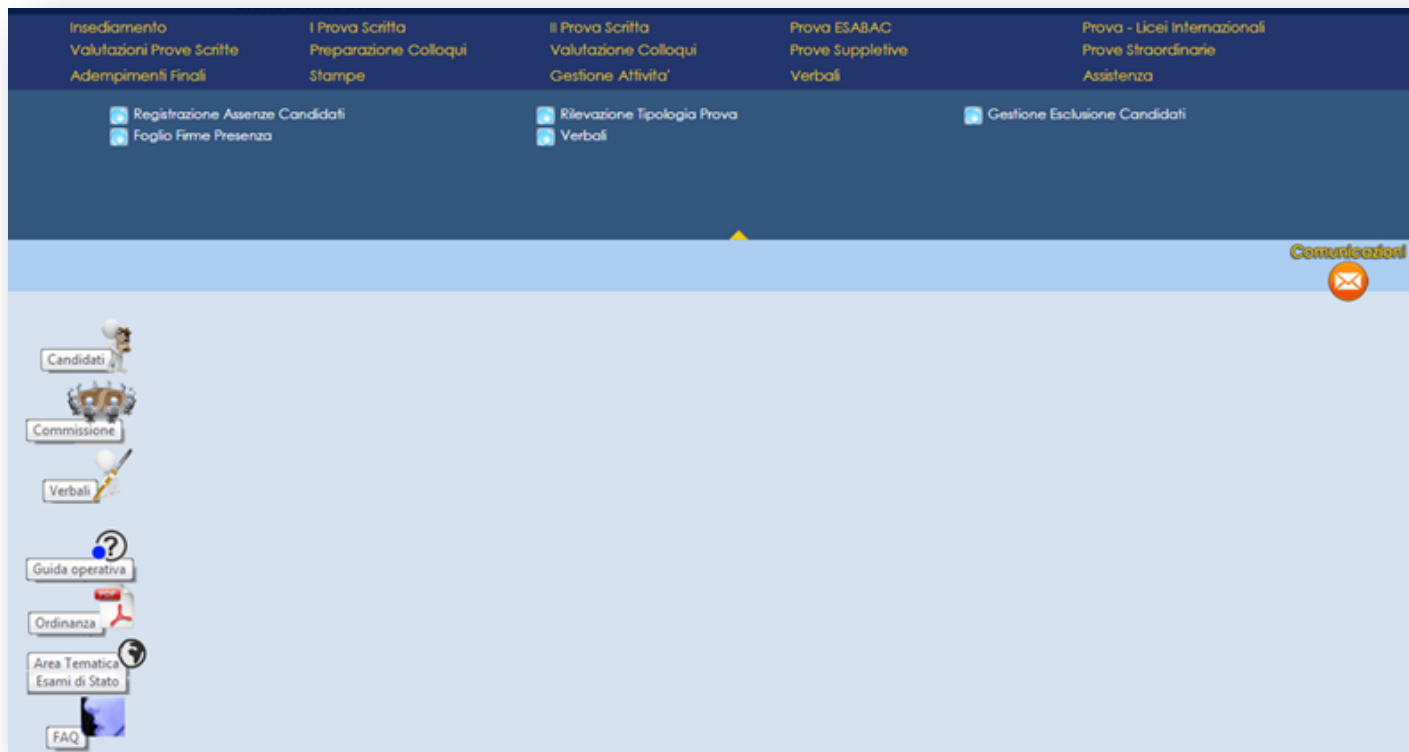 Insediamento I Prova Scritta II Prova Scritta Prova ESABAC Prova - Licei Internazionali
Valutazioni Prove Scritte Preparazione Colloqui Valutazione Colloqui Prove Suppletive Prove Straordinarie
Adempimenti Finali Stampe Gestione Attivita' Verbali Assistenza
Registrazione Assenze Candidati Rilevazione Tipologia Prova Gestione Esclusione Candidati
Foglio Firme Presenza Verbali
Comunicazioni
Candidati
Commissione
Verbali
Guida operativa
PDF
Ordinanza
Area Tematica
Esami di Stato
FAQ